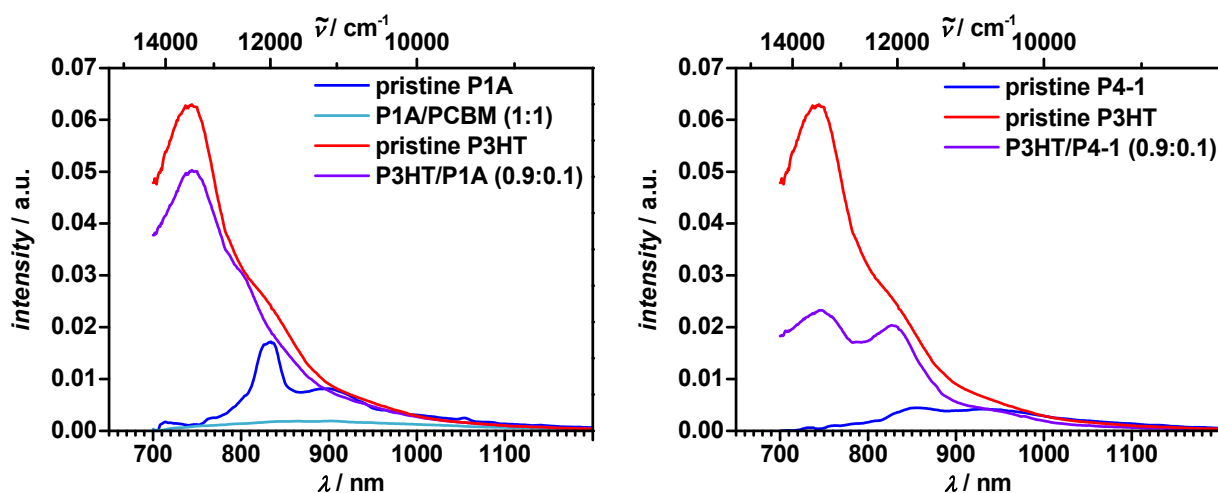 ν̃ / cm⁻¹
14000 12000 10000
0.07
0.06
0.05
0.04
0.03
0.02
0.01
0.00
intensity / a.u.
pristine P1A
P1A/PCBM (1:1)
pristine P3HT
P3HT/P1A (0.9:0.1)
700 800 900 1000 1100
λ / nm
ν̃ / cm⁻¹
14000 12000 10000
0.07
0.06
0.05
0.04
0.03
0.02
0.01
0.00
intensity / a.u.
pristine P4-1
pristine P3HT
P3HT/P4-1 (0.9:0.1)
700 800 900 1000 1100
λ / nm